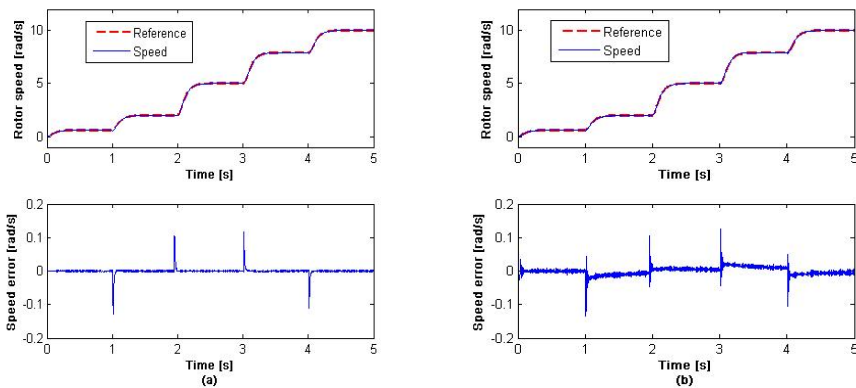 Rotor speed [rad/s]
10
5
0
Reference
Speed
0 1 2 3 4 5
Time [s]
Speed error [rad/s]
0.2
0.1
0
-0.1
-0.2
0 1 2 3 4 5
Time [s]
(a)
Rotor speed [rad/s]
10
5
0
Reference
Speed
0 1 2 3 4 5
Time [s]
Speed error [rad/s]
0.2
0.1
0
-0.1
-0.2
0 1 2 3 4 5
Time [s]
(b)